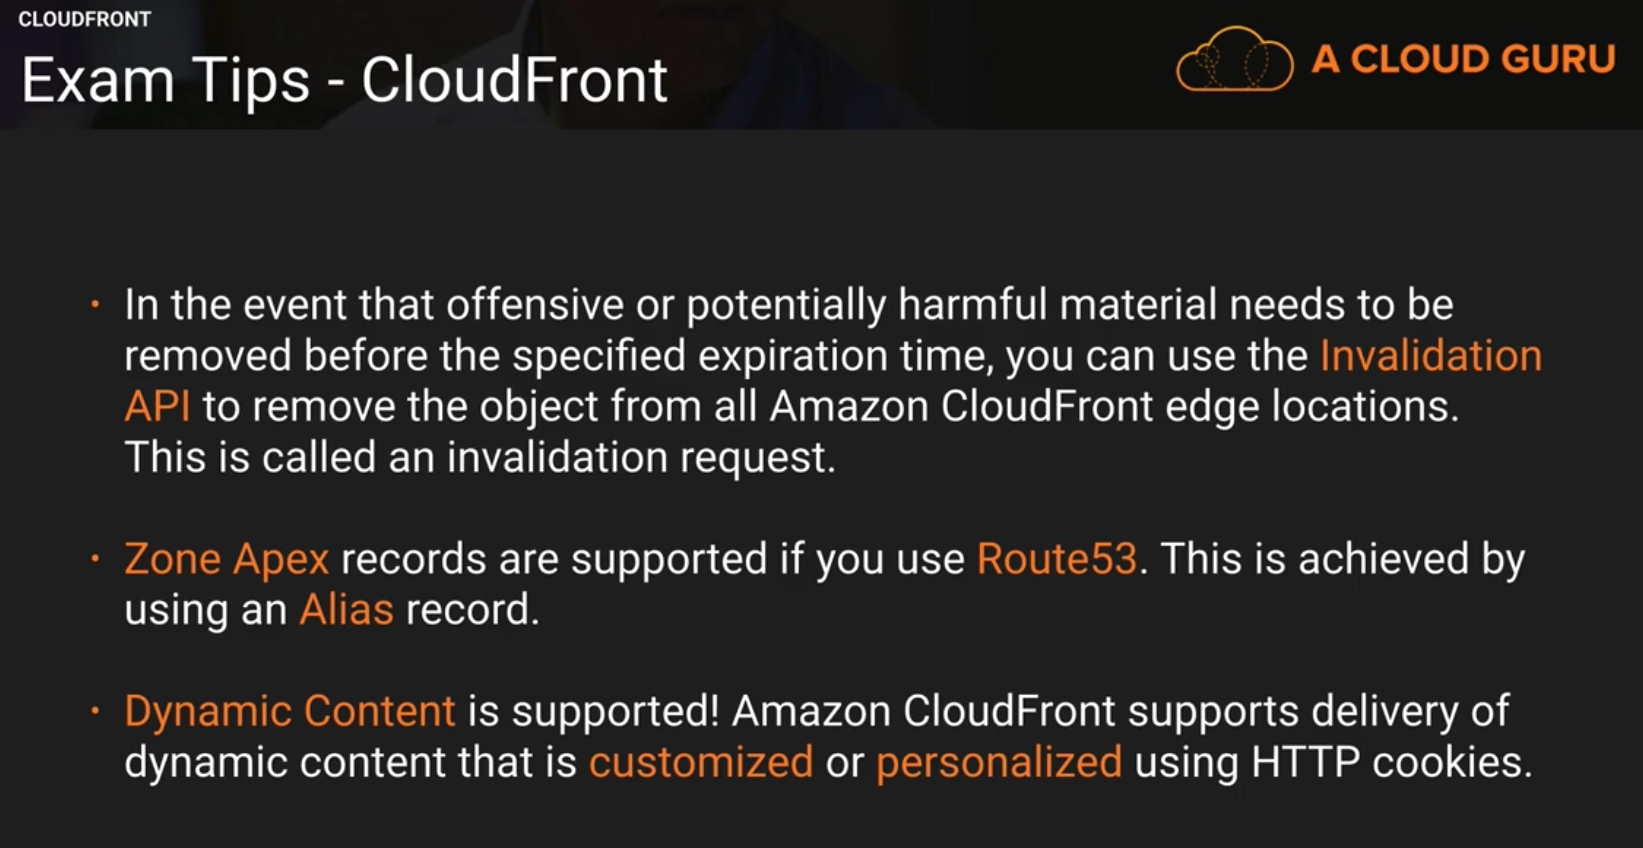 CLOUDFRONT
Exam Tips - CloudFront
A CLOUD GURU
• In the event that offensive or potentially harmful material needs to be
removed before the specified expiration time, you can use the Invalidation
API to remove the object from all Amazon CloudFront edge locations.
This is called an invalidation request.
• Zone Apex records are supported if you use Route53. This is achieved by
using an Alias record.
• Dynamic Content is supported! Amazon CloudFront supports delivery of
dynamic content that is customized or personalized using HTTP cookies.